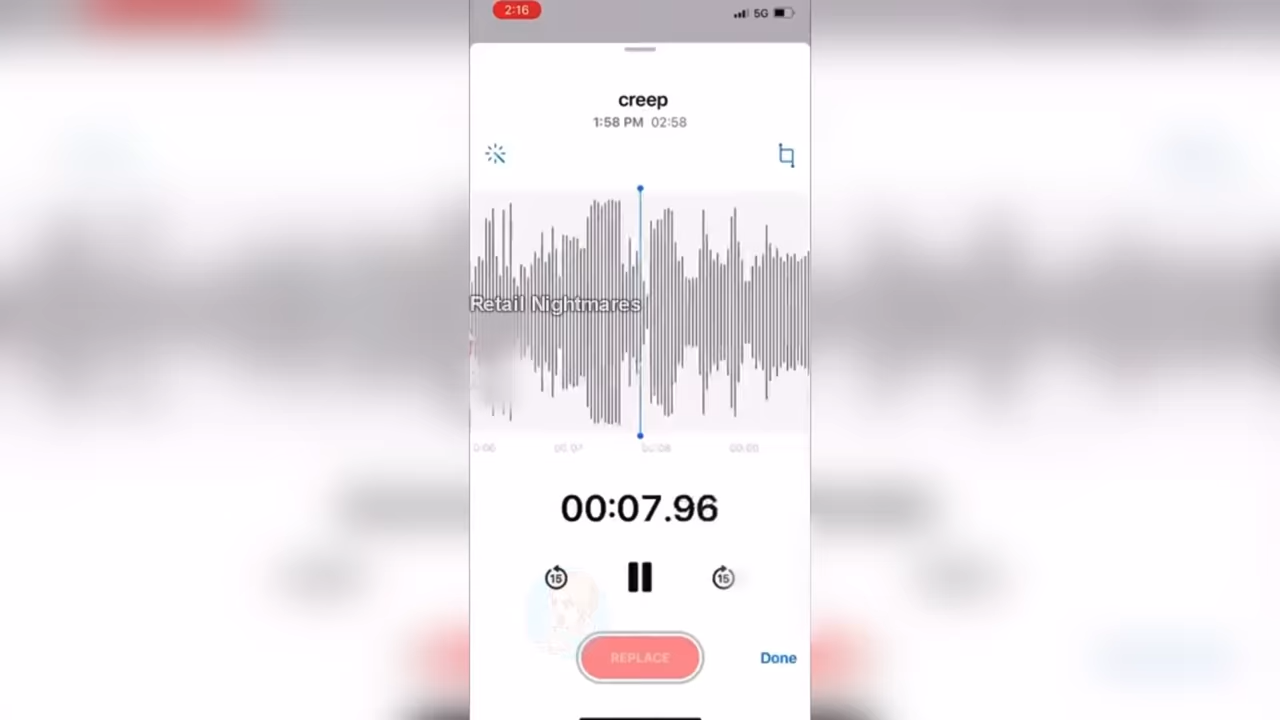 2:16
5G
creep
1:58 PM 02:58
Retail Nightmares
00:07.96
15
15
REPLACE
Done